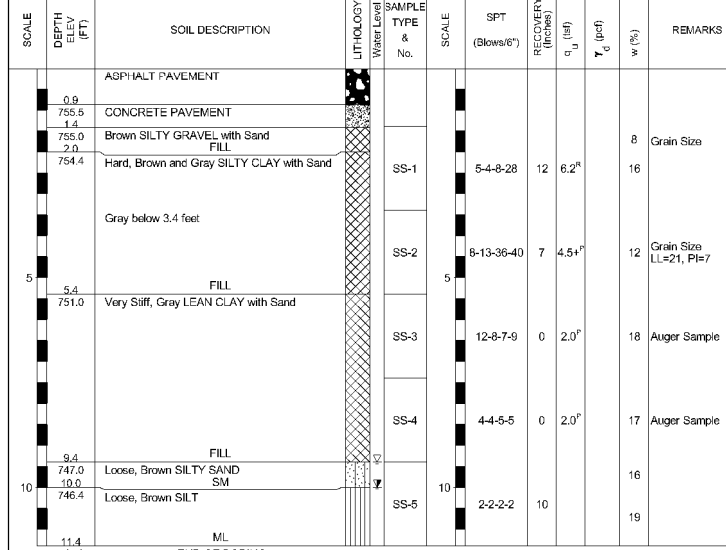 SCALE
DEPTH
ELEV
(FT)
SOIL DESCRIPTION
LITHOLOGY
Water Level
SAMPLE
TYPE
&
No.
SCALE
SPT
(Blows/6")
RECOVERY
(inches)
q u (tsf)
γ d (pcf)
w (%)
REMARKS
ASPHALT PAVEMENT
0.9
755.5 CONCRETE PAVEMENT
1.4
755.0 Brown SILTY GRAVEL with Sand 8 Grain Size
2.0 FILL
754.4 Hard, Brown and Gray SILTY CLAY with Sand SS-1 5-4-8-28 12 6.2R 16
Gray below 3.4 feet
SS-2 8-13-36-40 7 4.5+P 12 Grain Size
LL=21, PI=7
5 5
5.4 FILL
751.0 Very Stiff, Gray LEAN CLAY with Sand
SS-3 12-8-7-9 0 2.0P 18 Auger Sample
SS-4 4-4-5-5 0 2.0P 17 Auger Sample
9.4 FILL
747.0 Loose, Brown SILTY SAND 16
10 10.0 SM 10
746.4 Loose, Brown SILT
SS-5 2-2-2-2 10
19
11.4 ML